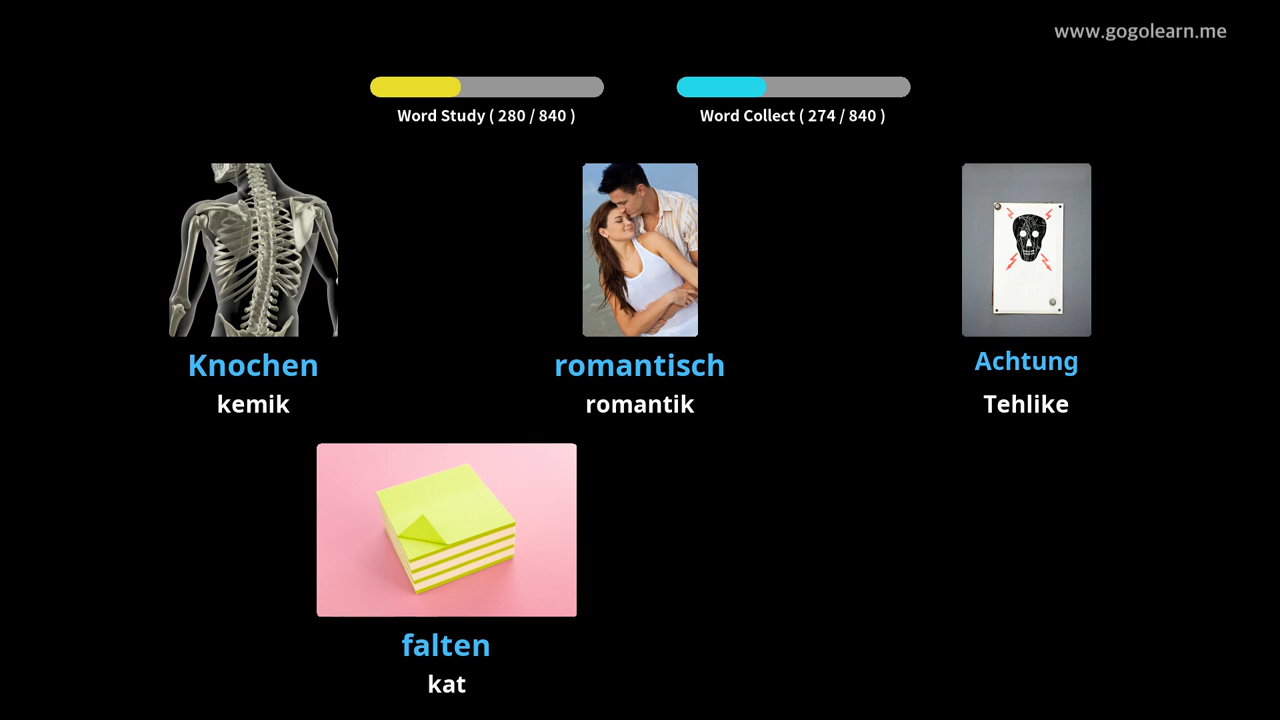 www.gogolearn.me
Word Study ( 280 / 840 )
Word Collect ( 274 / 840 )
Knochen
romantisch
Achtung
kemik
romantik
Tehlike
falten
kat